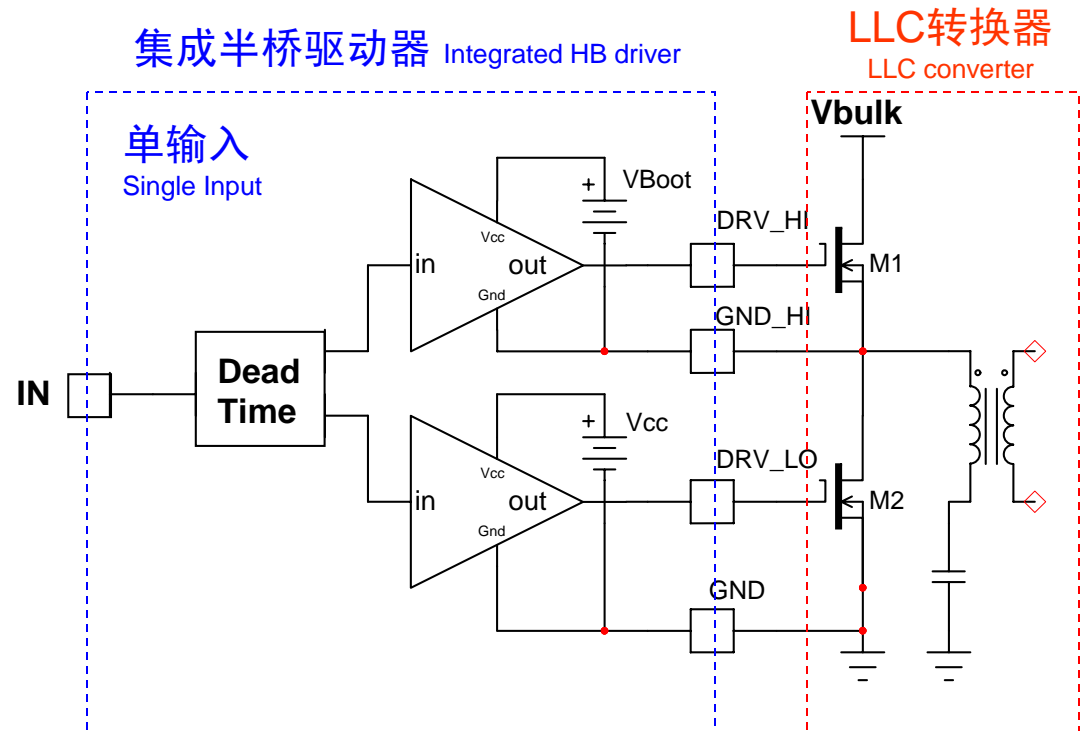 集成半桥驱动器 Integrated HB driver
LLC转换器
LLC converter
单输入
Single Input
Vbulk
+
VBoot
Vcc
in
out
Gnd
DRV_HI
M1
GND_HI
IN
Dead
Time
+
Vcc
Vcc
in
out
Gnd
DRV_LO
M2
GND